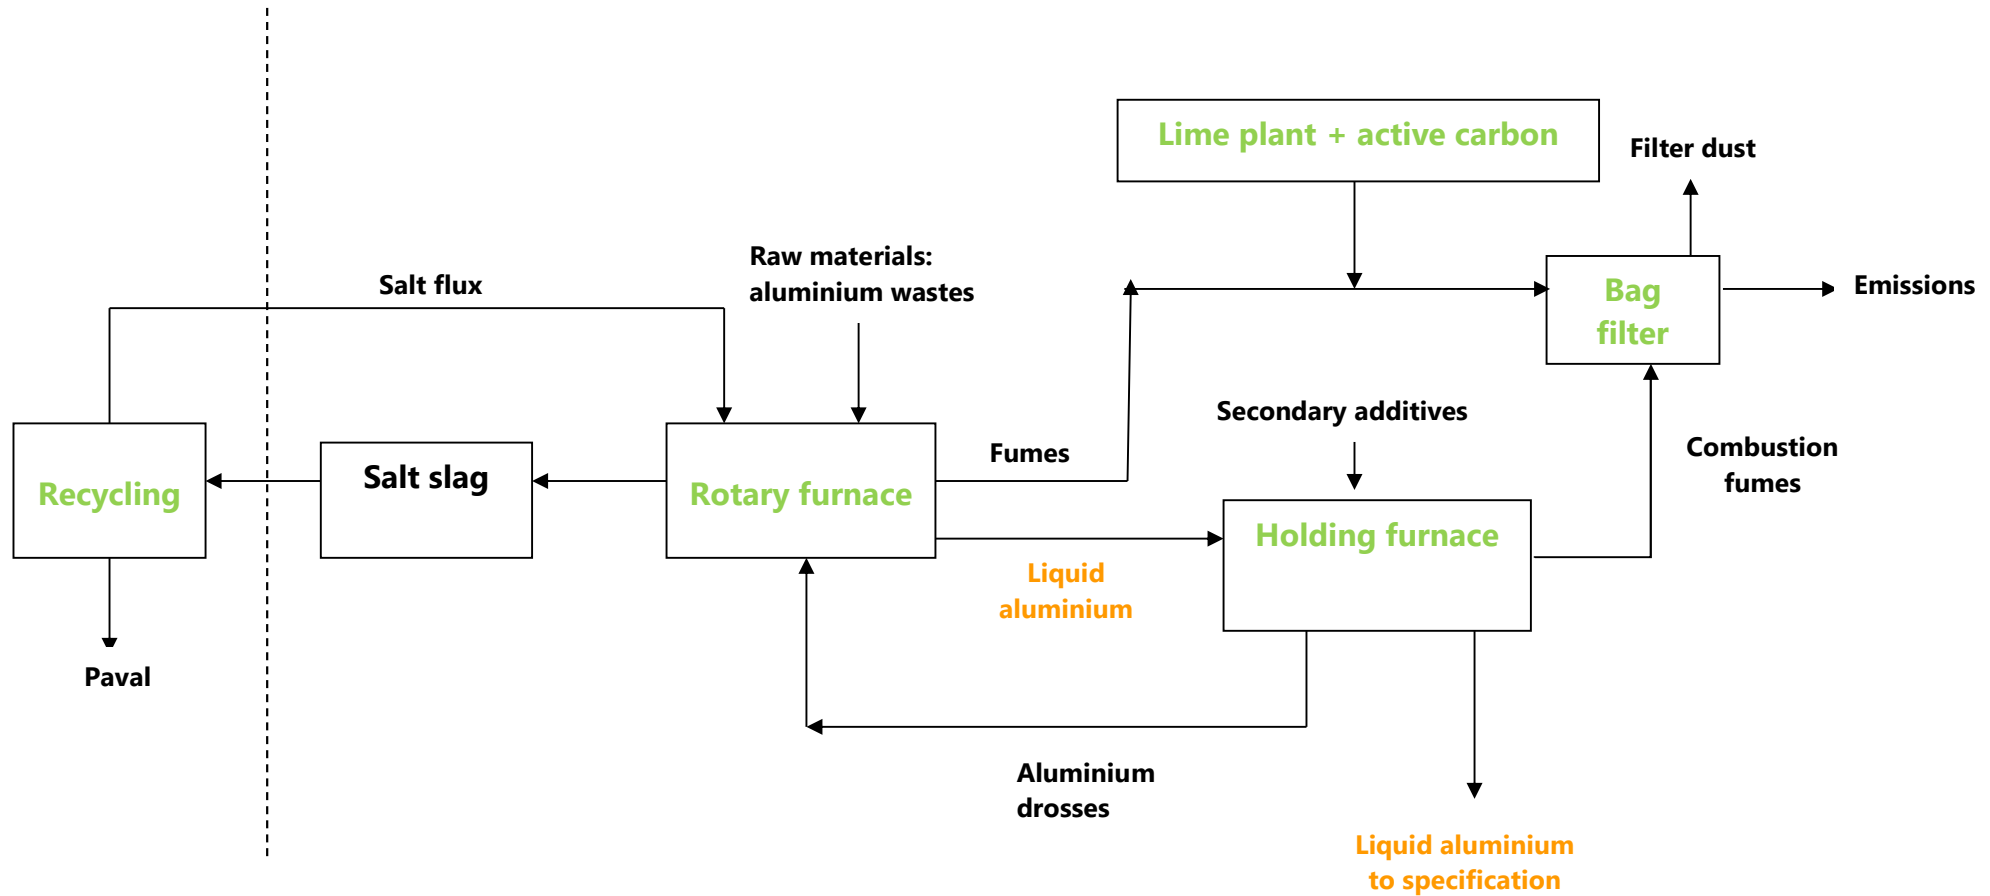 Lime plant + active carbon
Filter dust
Raw materials:
aluminium wastes
Salt flux
Bag
filter
Emissions
Secondary additives
Fumes
Combustion
fumes
Recycling
Salt slag
Rotary furnace
Holding furnace
Liquid
aluminium
Paval
Aluminium
drosses
Liquid aluminium
to specification